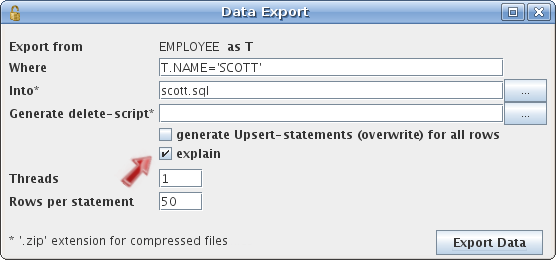 Data Export
Export from EMPLOYEE as T
Where T.NAME='SCOTT'
Into* scott.sql ...
Generate delete-script* ...
generate Upsert-statements (overwrite) for all rows
explain
Threads 1
Rows per statement 50
* '.zip' extension for compressed files Export Data